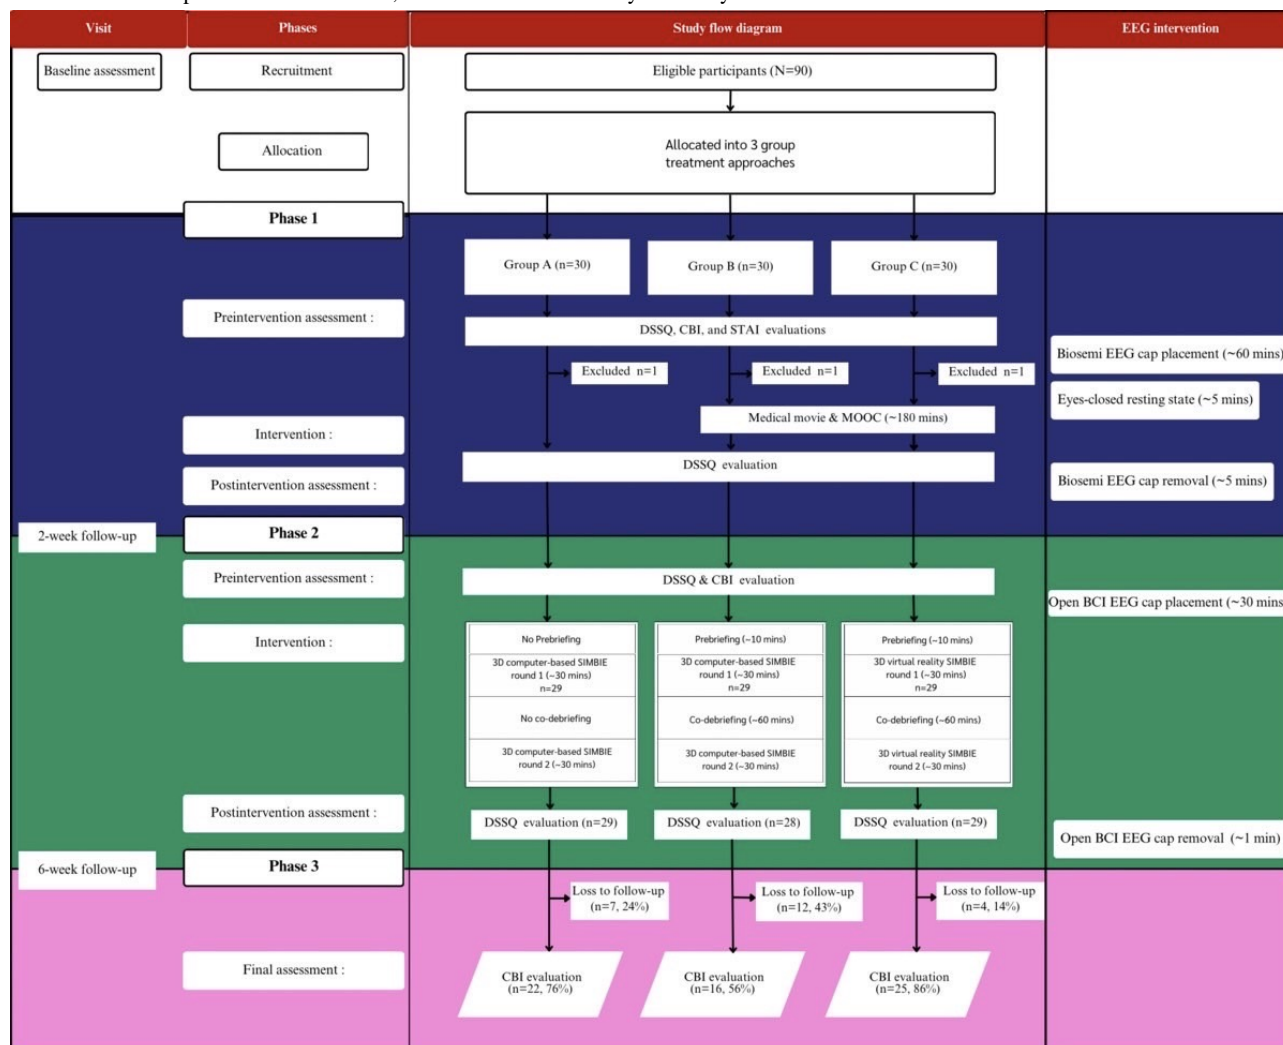 Visit
Phases
Study flow diagram
EEG intervention
Baseline assessment
Recruitment
Eligible participants (N=90)
Allocation
Allocated into 3 group
treatment approaches
Phase 1
Group A (n=30)
Group B (n=30)
Group C (n=30)
Preintervention assessment :
DSSQ, CBI, and STAI evaluations
Biosemi EEG cap placement (~60 mins)
Excluded n=1
Excluded n=1
Excluded n=1
Eyes-closed resting state (~5 mins)
Medical movie & MOOC (~180 mins)
Intervention :
DSSQ evaluation
Postintervention assessment :
Biosemi EEG cap removal (~5 mins)
2-week follow-up
Phase 2
Preintervention assessment :
DSSQ & CBI evaluation
Open BCI EEG cap placement (~30 mins
Intervention :
No Prebriefing
3D computer-based SIMBIE
round 1 (~30 mins)
n=29
No co-debriefing
3D computer-based SIMBIE
round 2 (~30 mins)
Prebriefing (~10 mins)
3D computer-based SIMBIE
round 1 (~30 mins)
n=29
Co-debriefing (~60 mins)
3D computer-based SIMBIE
round 2 (~30 mins)
Prebriefing (~10 mins)
3D virtual reality SIMBIE
round 1 (~30 mins)
n=29
Co-debriefing (~60 mins)
3D virtual reality SIMBIE
round 2 (~30 mins)
Postintervention assessment :
DSSQ evaluation (n=29)
DSSQ evaluation (n=28)
DSSQ evaluation (n=29)
Open BCI EEG cap removal (~1 min)
6-week follow-up
Phase 3
Loss to follow-up
(n=7, 24%)
Loss to follow-up
(n=12, 43%)
Loss to follow-up
(n=4, 14%)
Final assessment :
CBI evaluation
(n=22, 76%)
CBI evaluation
(n=16, 56%)
CBI evaluation
(n=25, 86%)